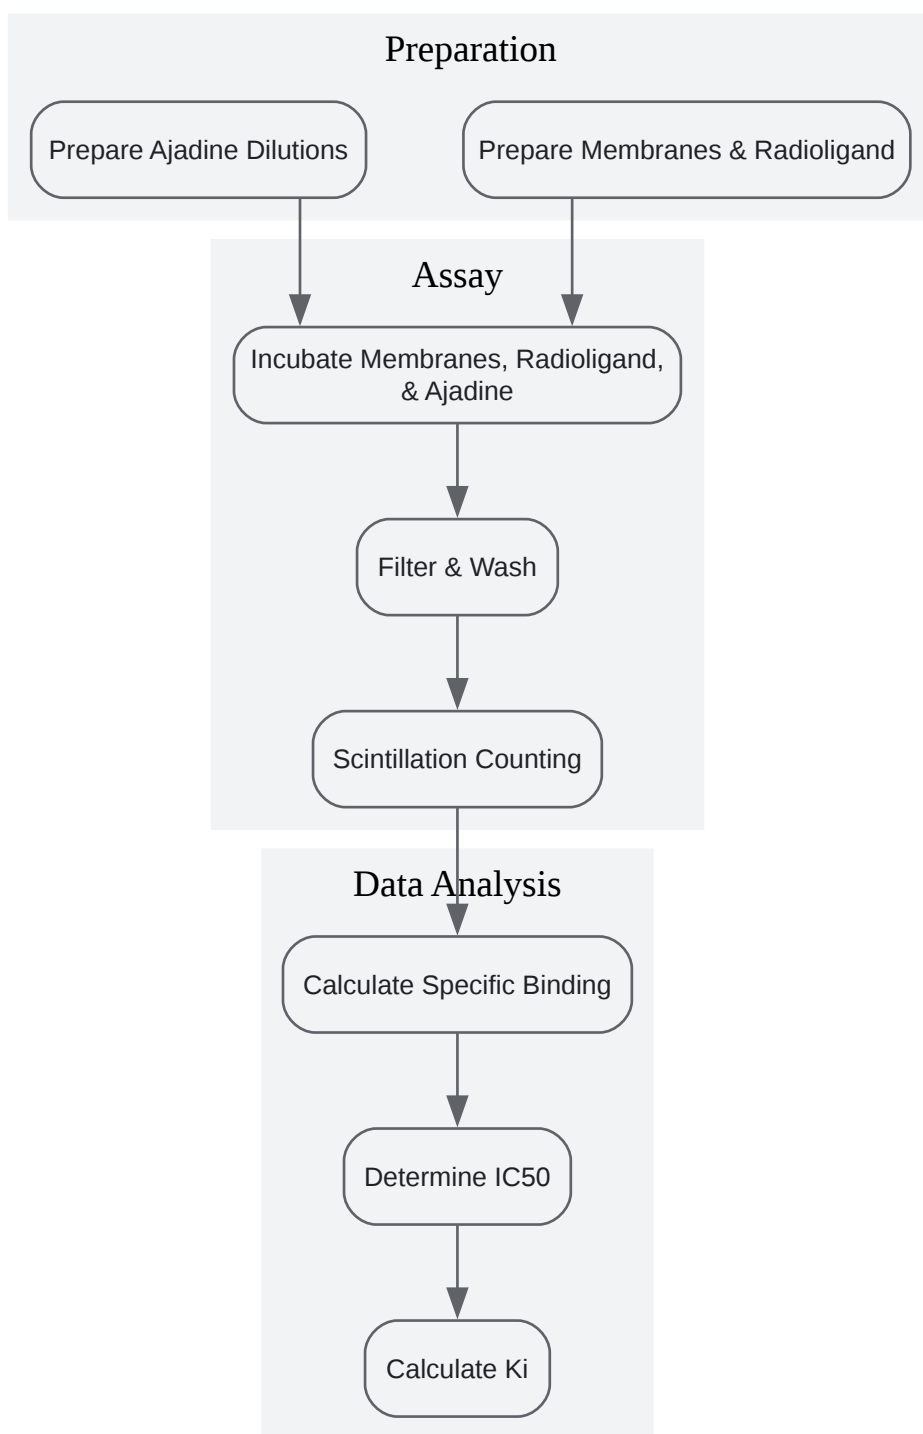 Preparation
Prepare Ajadine Dilutions
Prepare Membranes & Radioligand
Assay
Incubate Membranes, Radioligand,
& Ajadine
Filter & Wash
Scintillation Counting
Data Analysis
Calculate Specific Binding
Determine IC50
Calculate Ki